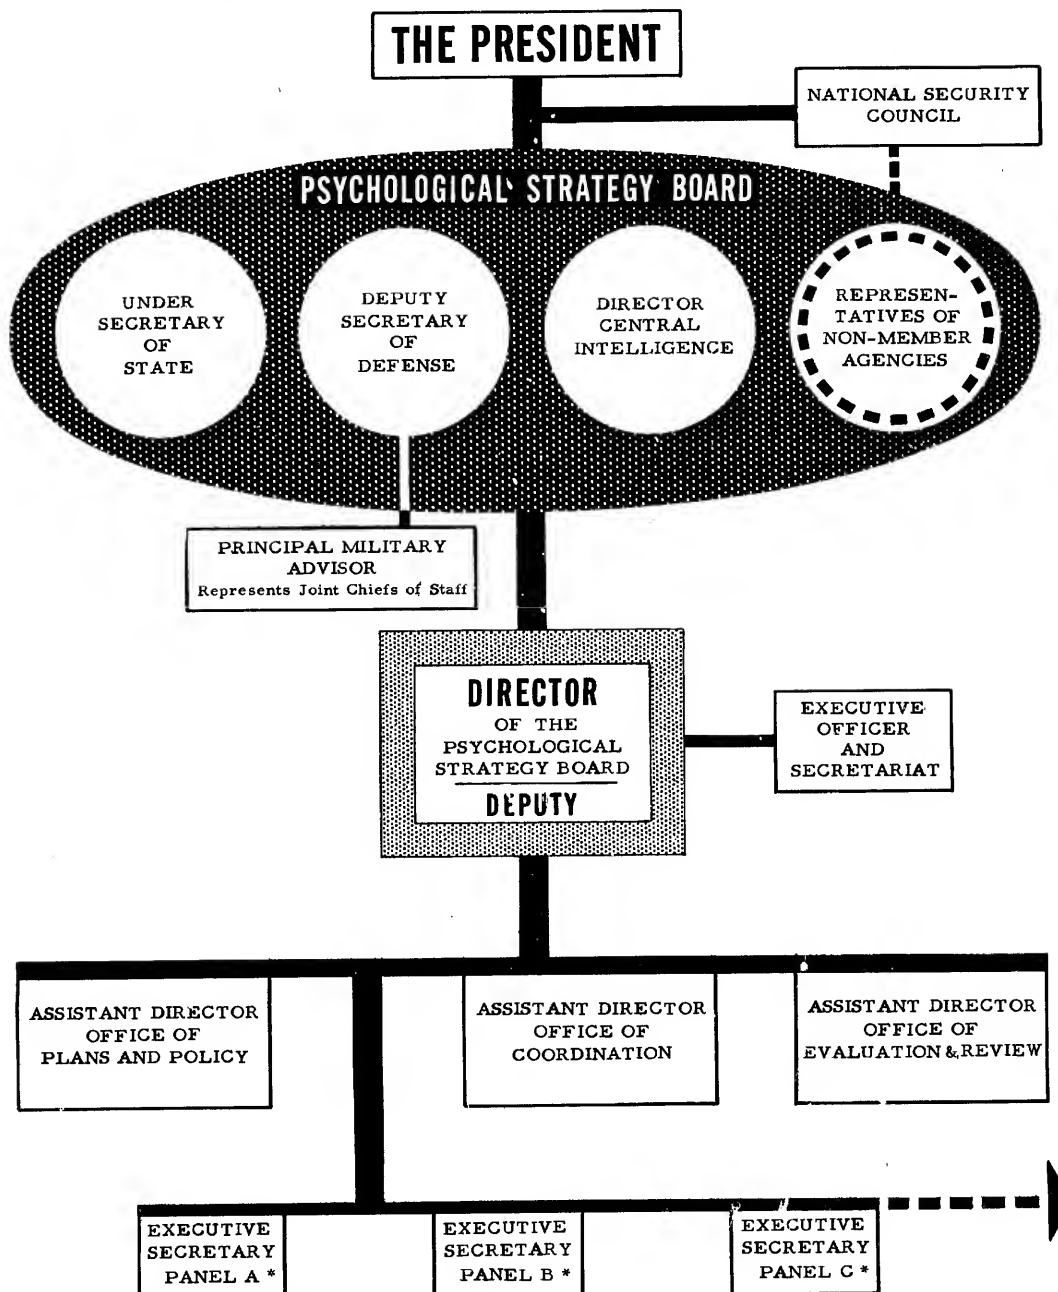 THE PRESIDENT
NATIONAL SECURITY
COUNCIL
PSYCHOLOGICAL STRATEGY BOARD
UNDER
SECRETARY
OF
STATE
DEPUTY
SECRETARY
OF
DEFENSE
DIRECTOR
CENTRAL
INTELLIGENCE
REPRESEN-
TATIVES OF
NON-MEMBER
AGENCIES
PRINCIPAL MILITARY
ADVISOR
Represents Joint Chiefs of Staff
DIRECTOR
OF THE
PSYCHOLOGICAL
STRATEGY BOARD
DEPUTY
EXECUTIVE
OFFICER
AND
SECRETARIAT
ASSISTANT DIRECTOR
OFFICE OF
PLANS AND POLICY
ASSISTANT DIRECTOR
OFFICE OF
COORDINATION
ASSISTANT DIRECTOR
OFFICE OF
EVALUATION & REVIEW
EXECUTIVE
SECRETARY
PANEL A *
EXECUTIVE
SECRETARY
PANEL B *
EXECUTIVE
SECRETARY
PANEL C *